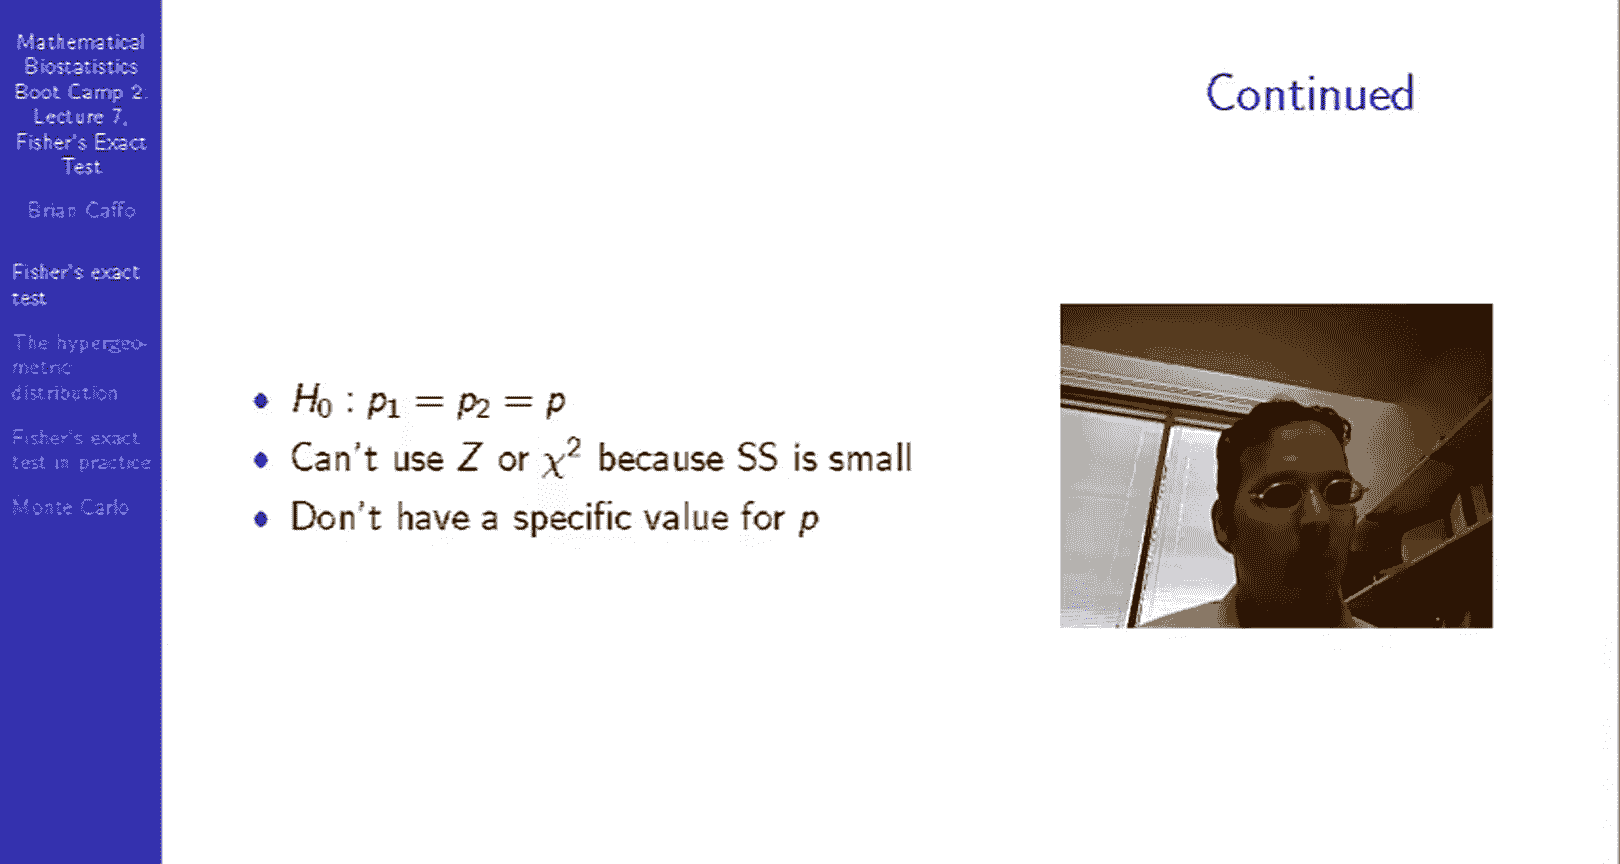 Mathematical
Biostatistics
Boot Camp 2:
Lecture 7,
Fisher's Exact
Test
Brian Caffo
Fisher's exact
test
The hypergeo-
metric
distribution
Fisher's exact
test in practice
Monte Carlo
Continued
• H₀ : p₁ = p₂ = p
• Can't use Z or χ² because SS is small
• Don't have a specific value for p